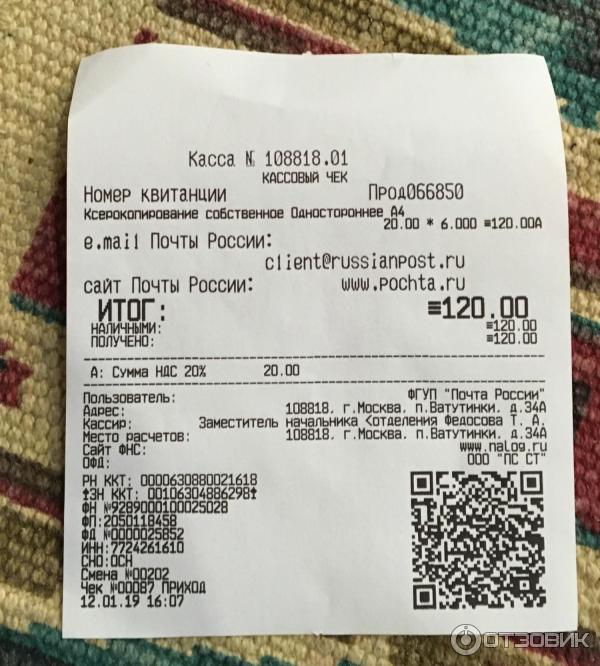 Касса № 108818.01
КАССОВЫЙ ЧЕК
Номер квитанции Прод066850
Ксерокопирование собственное Одностороннее А4
20.00 * 6.000 ≡120.00А
e.mail Почты России:
client@russianpost.ru
сайт Почты России: www.pochta.ru
ИТОГ: ≡120.00
НАЛИЧНЫМИ: ≡120.00
ПОЛУЧЕНО: ≡120.00
А: Сумма НДС 20% 20.00
Пользователь: ФГУП "Почта России"
Адрес: 108818, г.Москва, п.Ватутинки, д.34А
Кассир: Заместитель начальника Котделения Федосова Т. А.
Место расчетов: 108818, г.Москва, п.Ватутинки, д.34А
Сайт ФНС: www.nalog.ru
ОФД: ООО "ПС СТ"
РН ККТ: 0000630880021618
ЗН ККТ: 00106304886298
ФН №9289000100025028
ФП:2050118458
ФД №0000025852
ИНН:7724261610
СНО:ОСН
Смена №00202
Чек №00087 ПРИХОД
12.01.19 16:07
ОТЗОВИК